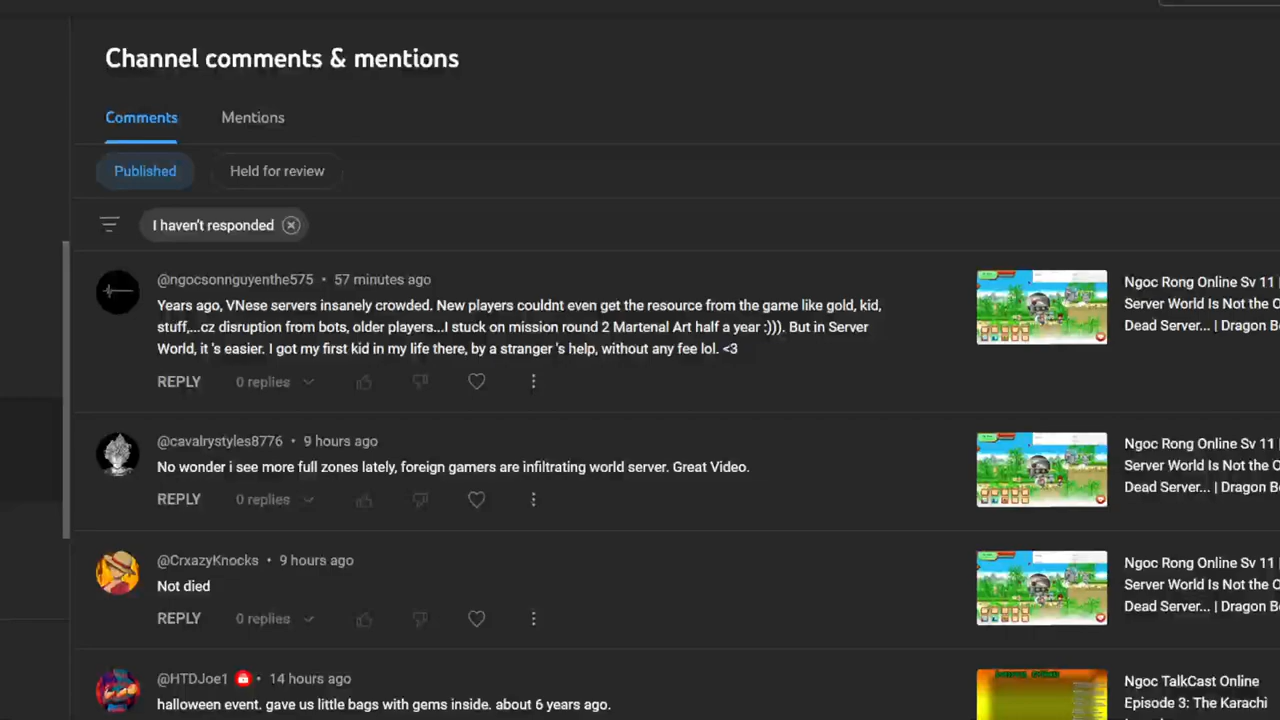 Channel comments & mentions
Comments
Mentions
Published
Held for review
I haven't responded
@ngocsonnguyenthe575 • 57 minutes ago
Years ago, VNese servers insanely crowded. New players couldnt even get the resource from the game like gold, kid,
stuff,...cz disruption from bots, older players...I stuck on mission round 2 Martenal Art half a year :))). But in Server
World, it 's easier. I got my first kid in my life there, by a stranger 's help, without any fee lol. <3
REPLY
0 replies
Ngoc Rong Online Sv 11 |
Server World Is Not the
Dead Server... | Dragon
@cavalrystyles8776 • 9 hours ago
No wonder i see more full zones lately, foreign gamers are infiltrating world server. Great Video.
REPLY
0 replies
Ngoc Rong Online Sv 11 |
Server World Is Not the
Dead Server... | Dragon
@CrxazyKnocks • 9 hours ago
Not died
REPLY
0 replies
Ngoc Rong Online Sv 11 |
Server World Is Not the
Dead Server... | Dragon
@HTDJoe1 • 14 hours ago
halloween event. gave us little bags with gems inside. about 6 years ago.
Ngoc TalkCast Online
Episode 3: The Karachi